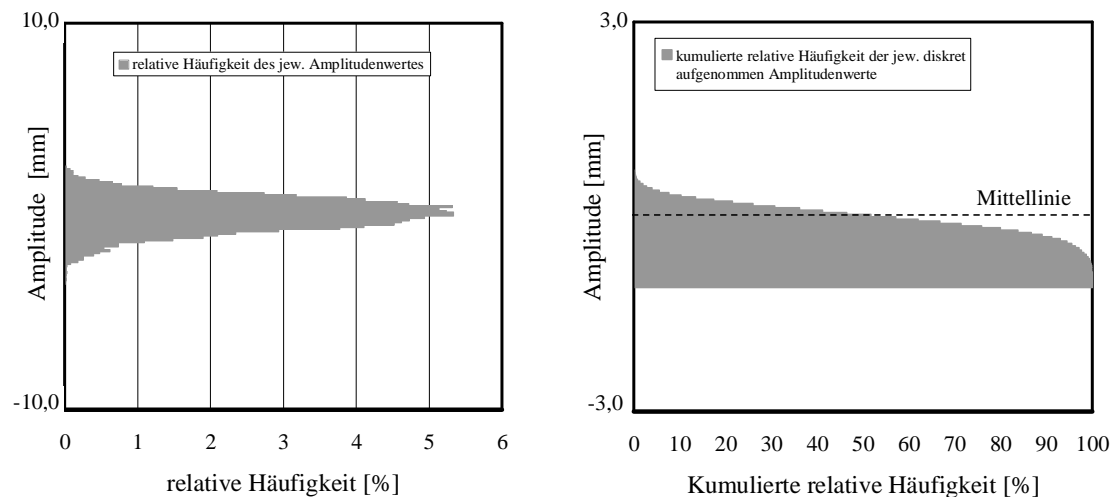 10,0
relative Häufigkeit des jew. Amplitudenwertes
Amplitude [mm]
-10,0
0 1 2 3 4 5 6
relative Häufigkeit [%]
3,0
kumulierte relative Häufigkeit der jew. diskret
aufgenommen Amplitudenwerte
Mittellinie
Amplitude [mm]
-3,0
0 10 20 30 40 50 60 70 80 90 100
Kumulierte relative Häufigkeit [%]